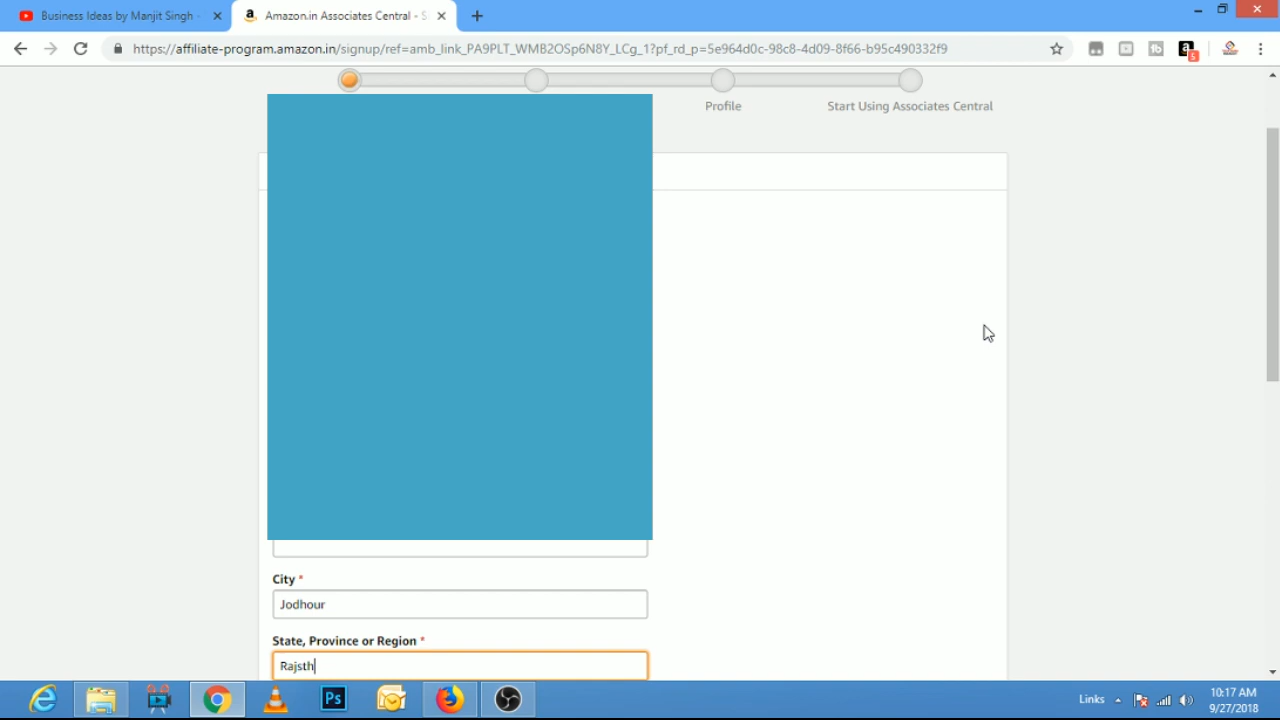 Business Ideas by Manjit Singh
Amazon.in Associates Central - S
https://affiliate-program.amazon.in/signup/ref=amb_link_PA9PLT_WMB2OSp6N8Y_LCg_1?pf_rd_p=5e964d0c-98c8-4d09-8f66-b95c490332f9
Profile
Start Using Associates Central
City *
Jodhour
State, Province or Region *
Rajsth
Ps
Links
10:17 AM
9/27/2018